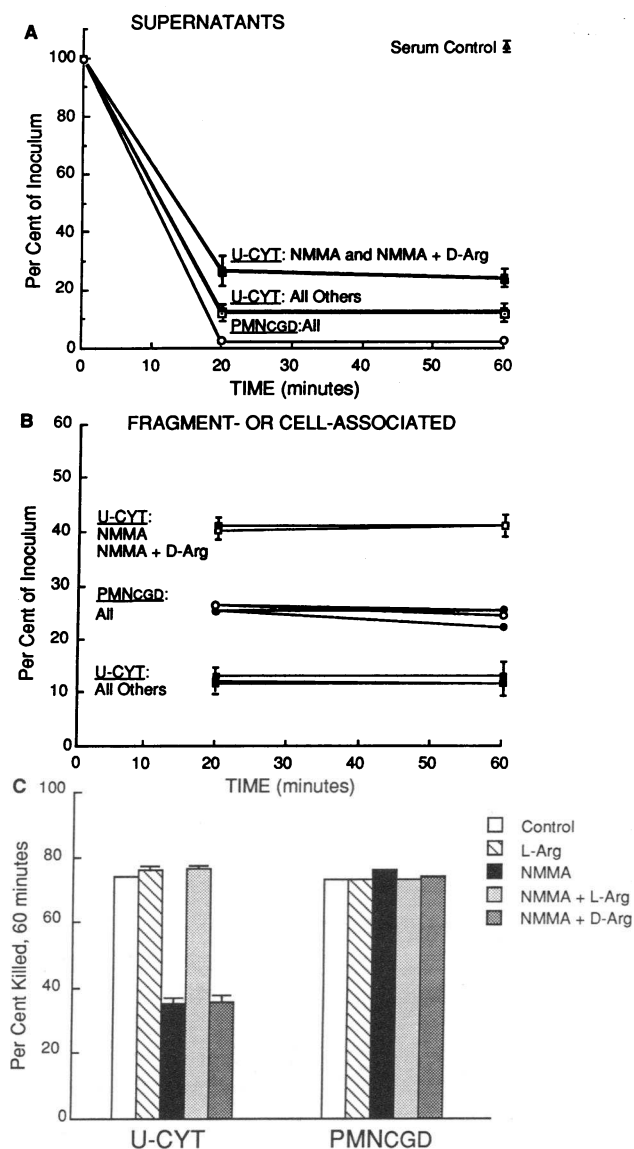 A SUPERNATANTS
Serum Control
100
80
60
40
20
0
Per Cent of Inoculum
U-CYT: NMMA and NMMA + D-Arg
U-CYT: All Others
PMNCGD:All
0 10 20 30 40 50 60
TIME (minutes)
B FRAGMENT- OR CELL-ASSOCIATED
60
50
40
30
20
10
0
Per Cent of Inoculum
U-CYT:
NMMA
NMMA + D-Arg
PMNCGD:
All
U-CYT:
All Others
0 10 20 30 40 50 60
TIME (minutes)
C
100
80
60
40
20
0
Per Cent Killed, 60 minutes
Control
L-Arg
NMMA
NMMA + L-Arg
NMMA + D-Arg
U-CYT PMNCGD